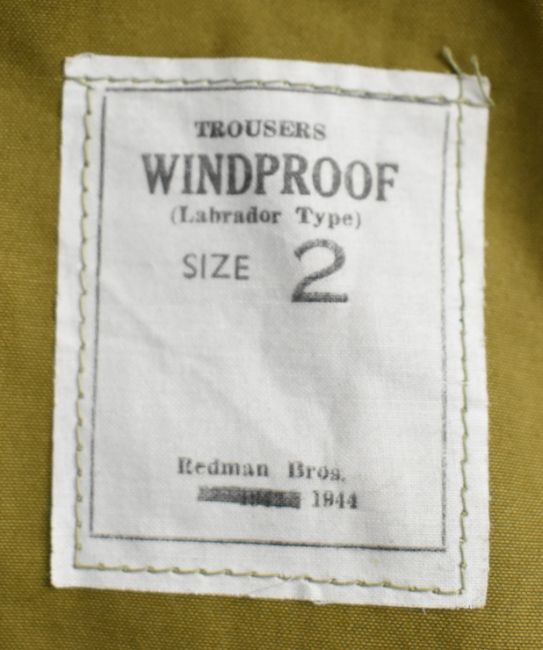 TROUSERS
WINDPROOF
(Labrador Type)
SIZE 2
Redman Bros.
1944